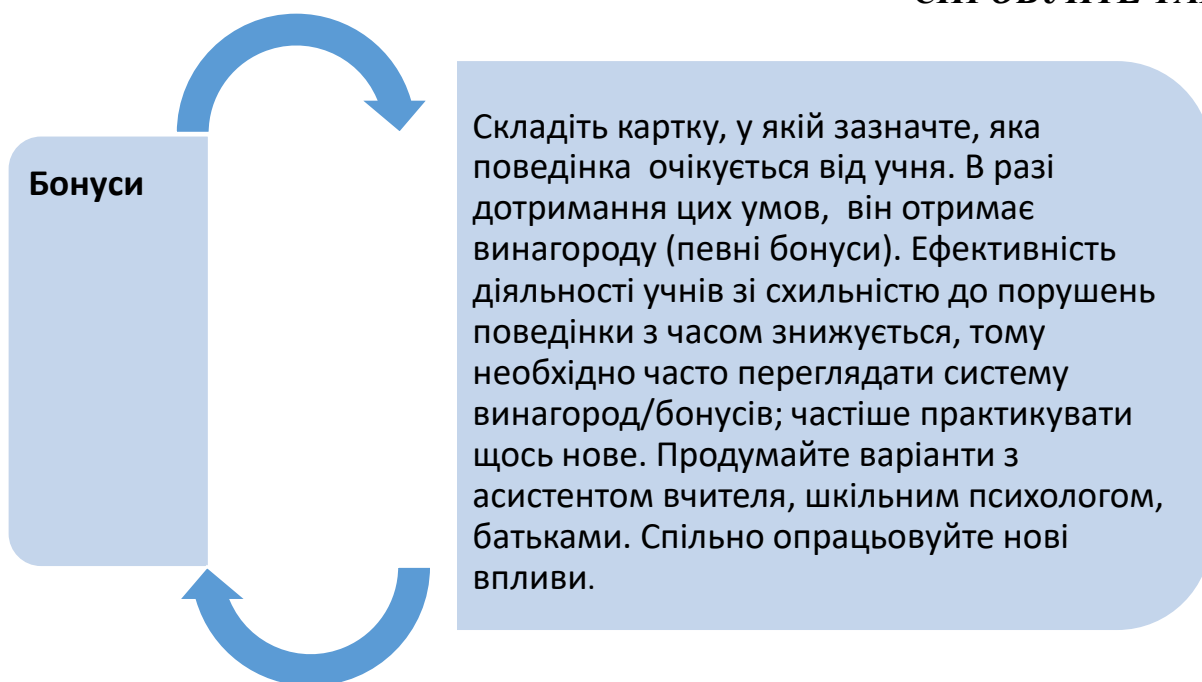 Бонуси
Складіть картку, у якій зазначте, яка
поведінка очікується від учня. В разі
дотримання цих умов, він отримає
винагороду (певні бонуси). Ефективність
діяльності учнів зі схильністю до порушень
поведінки з часом знижується, тому
необхідно часто переглядати систему
винагород/бонусів; частіше практикувати
щось нове. Продумайте варіанти з
асистентом вчителя, шкільним психологом,
батьками. Спільно опрацьовуйте нові
впливи.